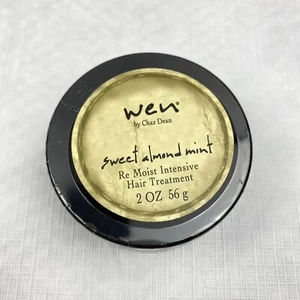 wen®
by Chaz Dean
sweet almond mint
Re Moist Intensive
Hair Treatment
2 OZ 56 g